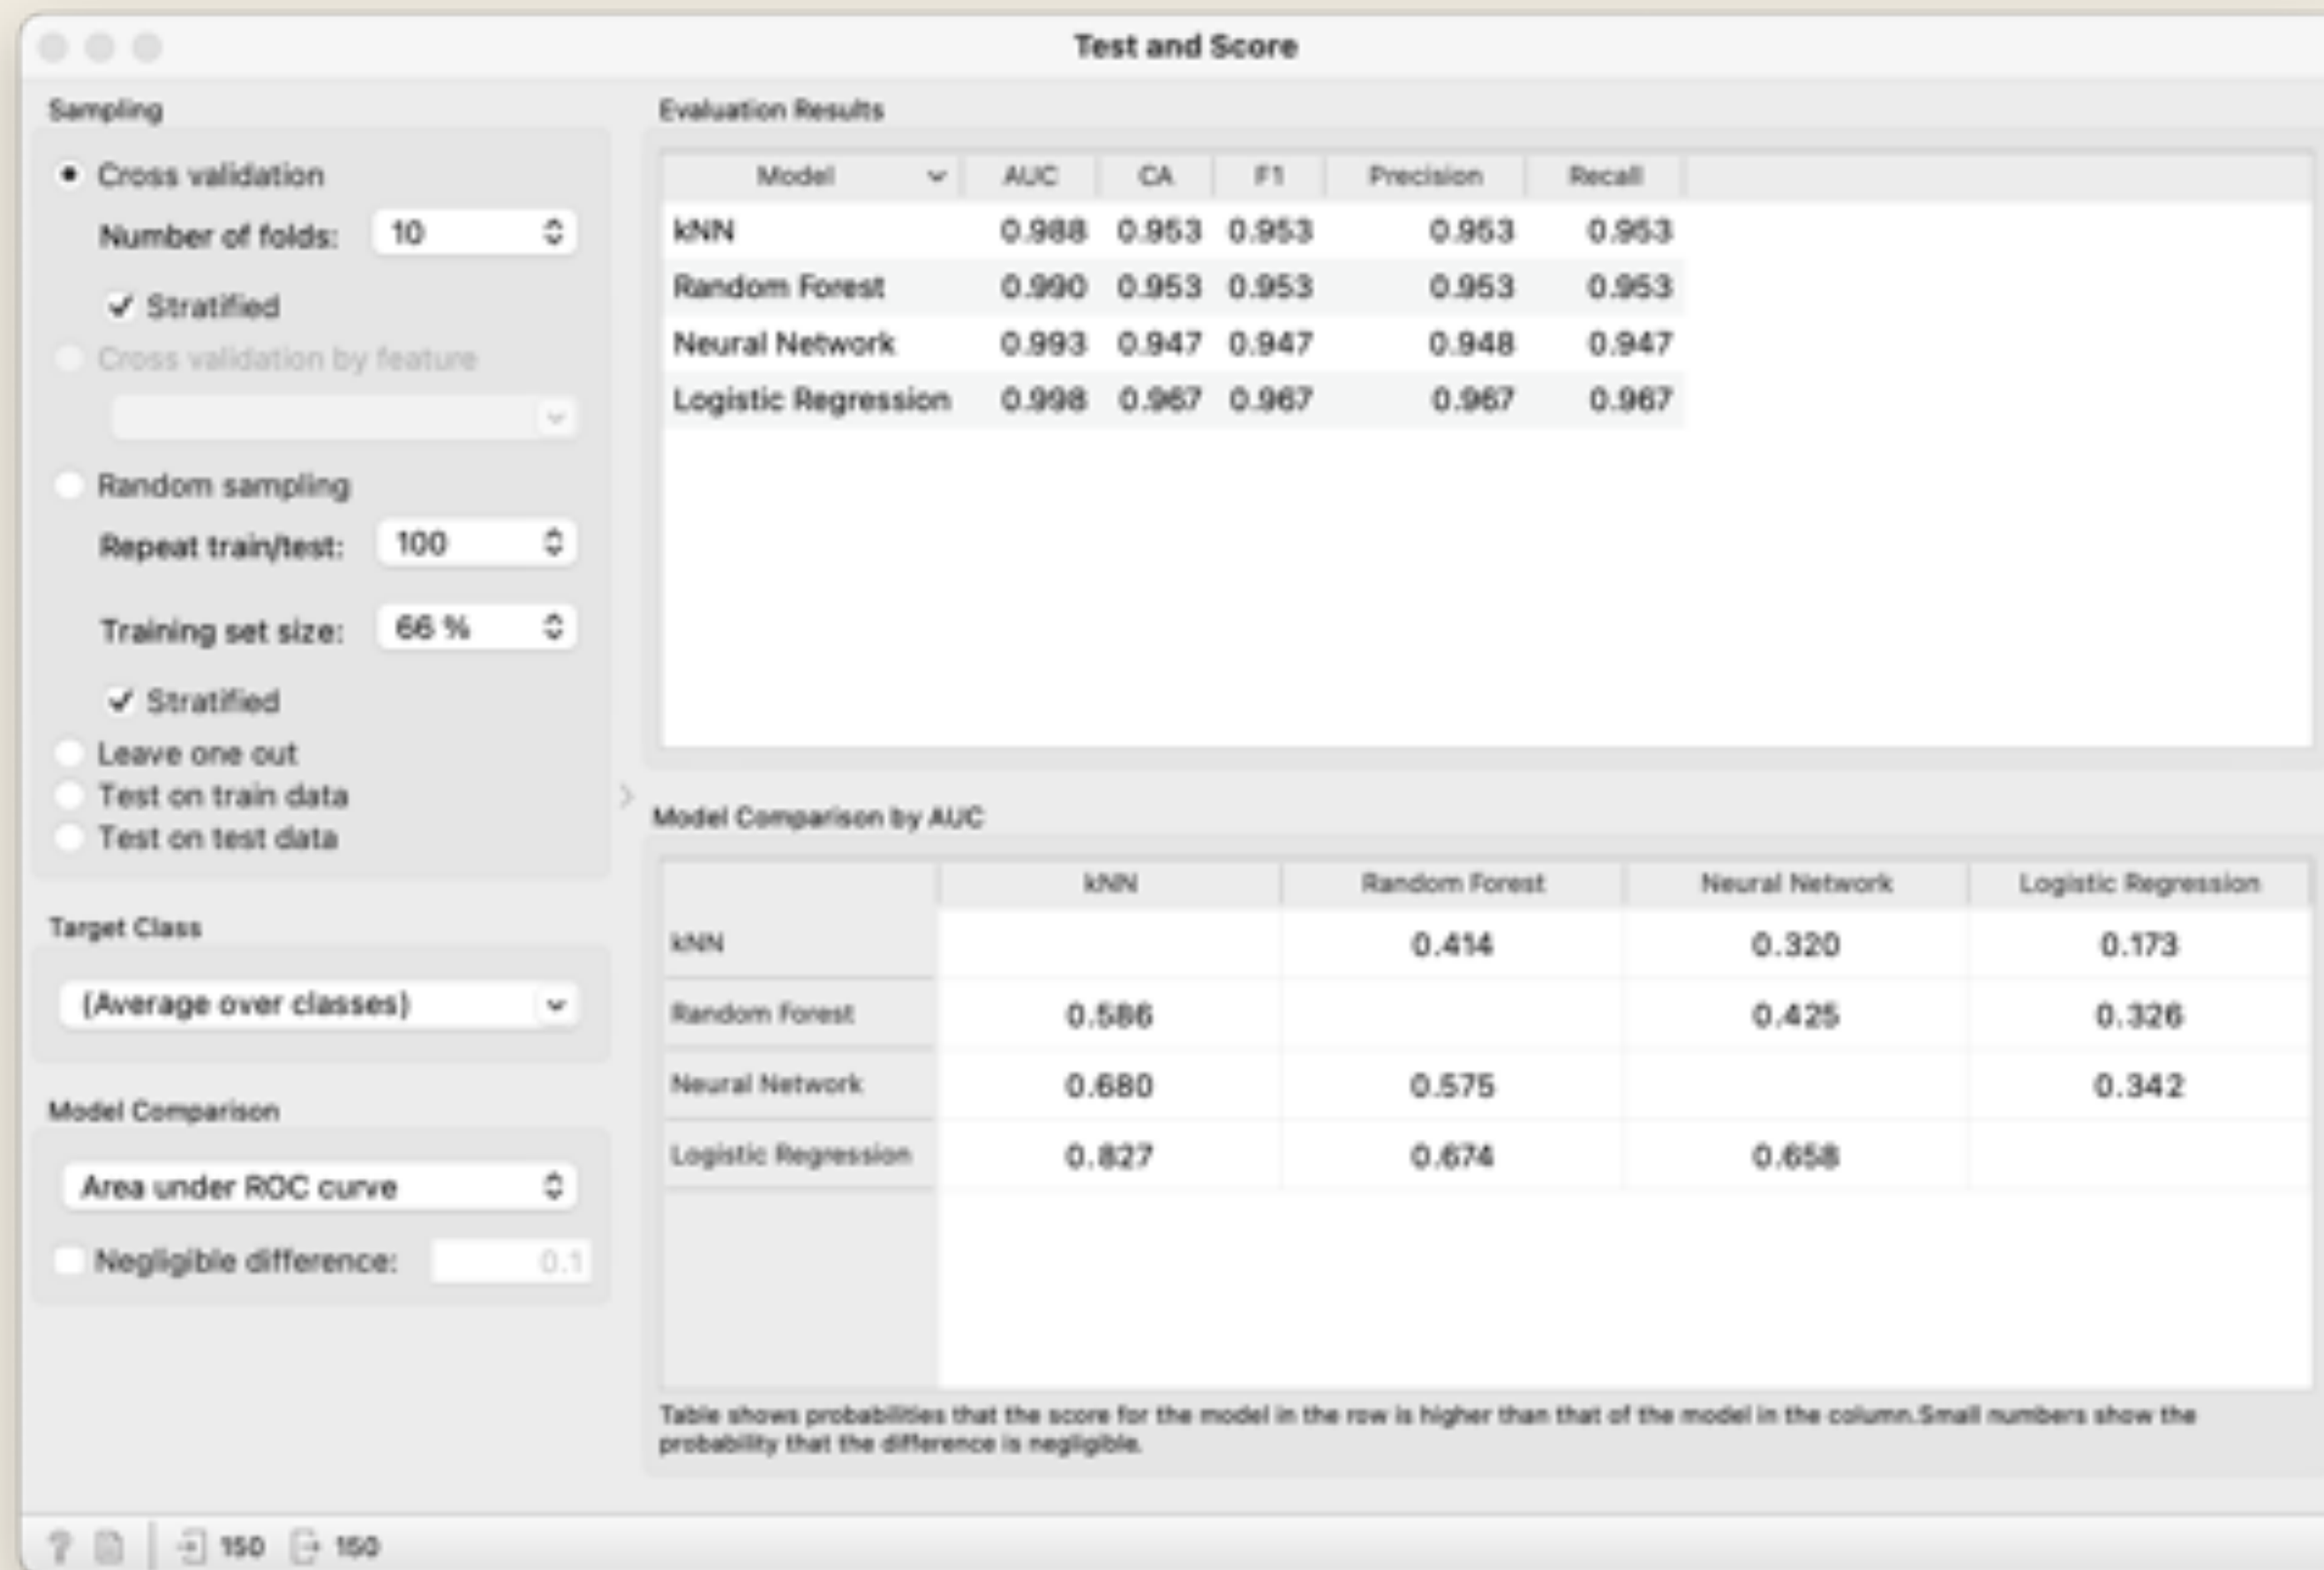 Test and Score
Sampling
Cross validation
Number of folds: 10
Stratified
Cross validation by feature
Random sampling
Repeat train/test: 100
Training set size: 66 %
Stratified
Leave one out
Test on train data
Test on test data
Target Class
(Average over classes)
Model Comparison
Area under ROC curve
Negligible difference: 0.1
Evaluation Results
Model AUC CA F1 Precision Recall
kNN 0.988 0.953 0.953 0.953 0.953
Random Forest 0.990 0.953 0.953 0.953 0.953
Neural Network 0.993 0.947 0.947 0.948 0.947
Logistic Regression 0.998 0.967 0.967 0.967 0.967
Model Comparison by AUC
kNN Random Forest Neural Network Logistic Regression
kNN 0.414 0.320 0.173
Random Forest 0.586 0.425 0.326
Neural Network 0.680 0.575 0.342
Logistic Regression 0.827 0.674 0.658
Table shows probabilities that the score for the model in the row is higher than that of the model in the column.Small numbers show the
probability that the difference is negligible.
? 150 150